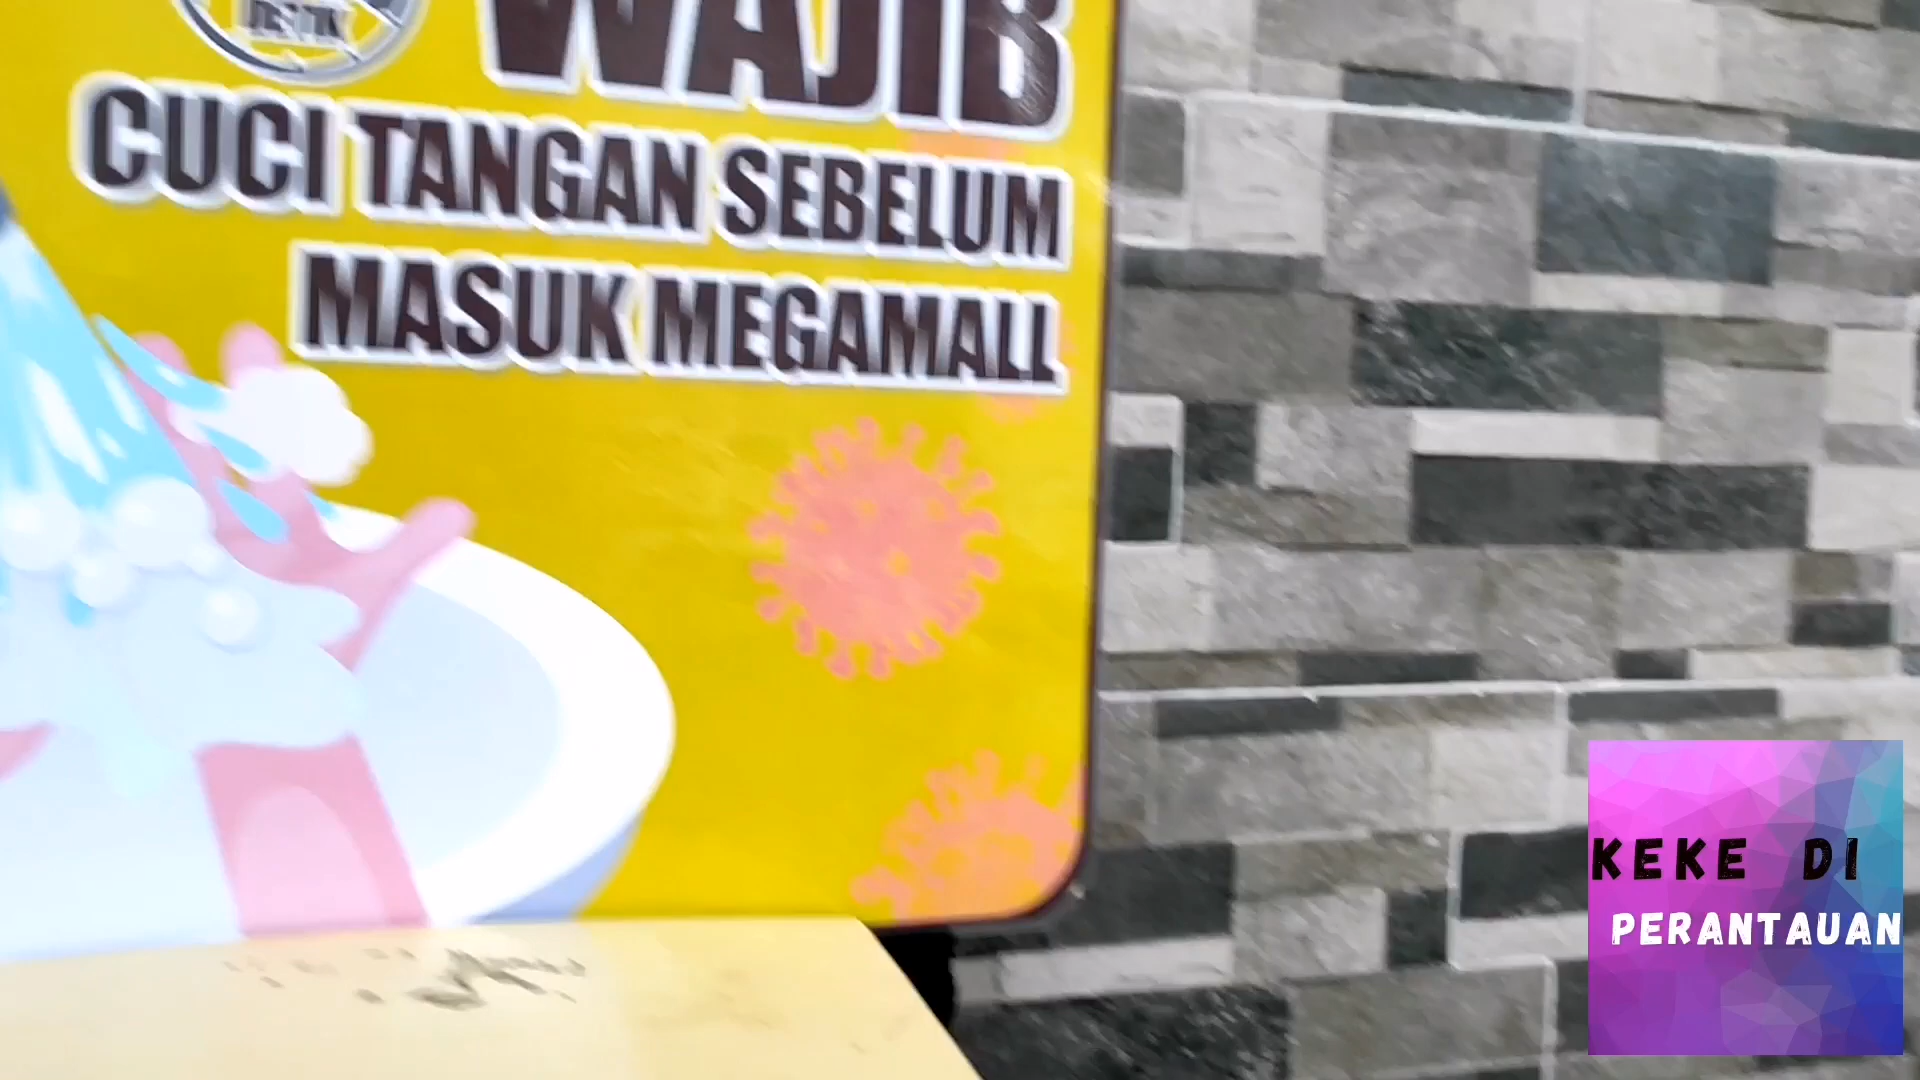 WAJIB
CUCI TANGAN SEBELUM
MASUK MEGAMALL
KEKE DI
PERANTAUAN